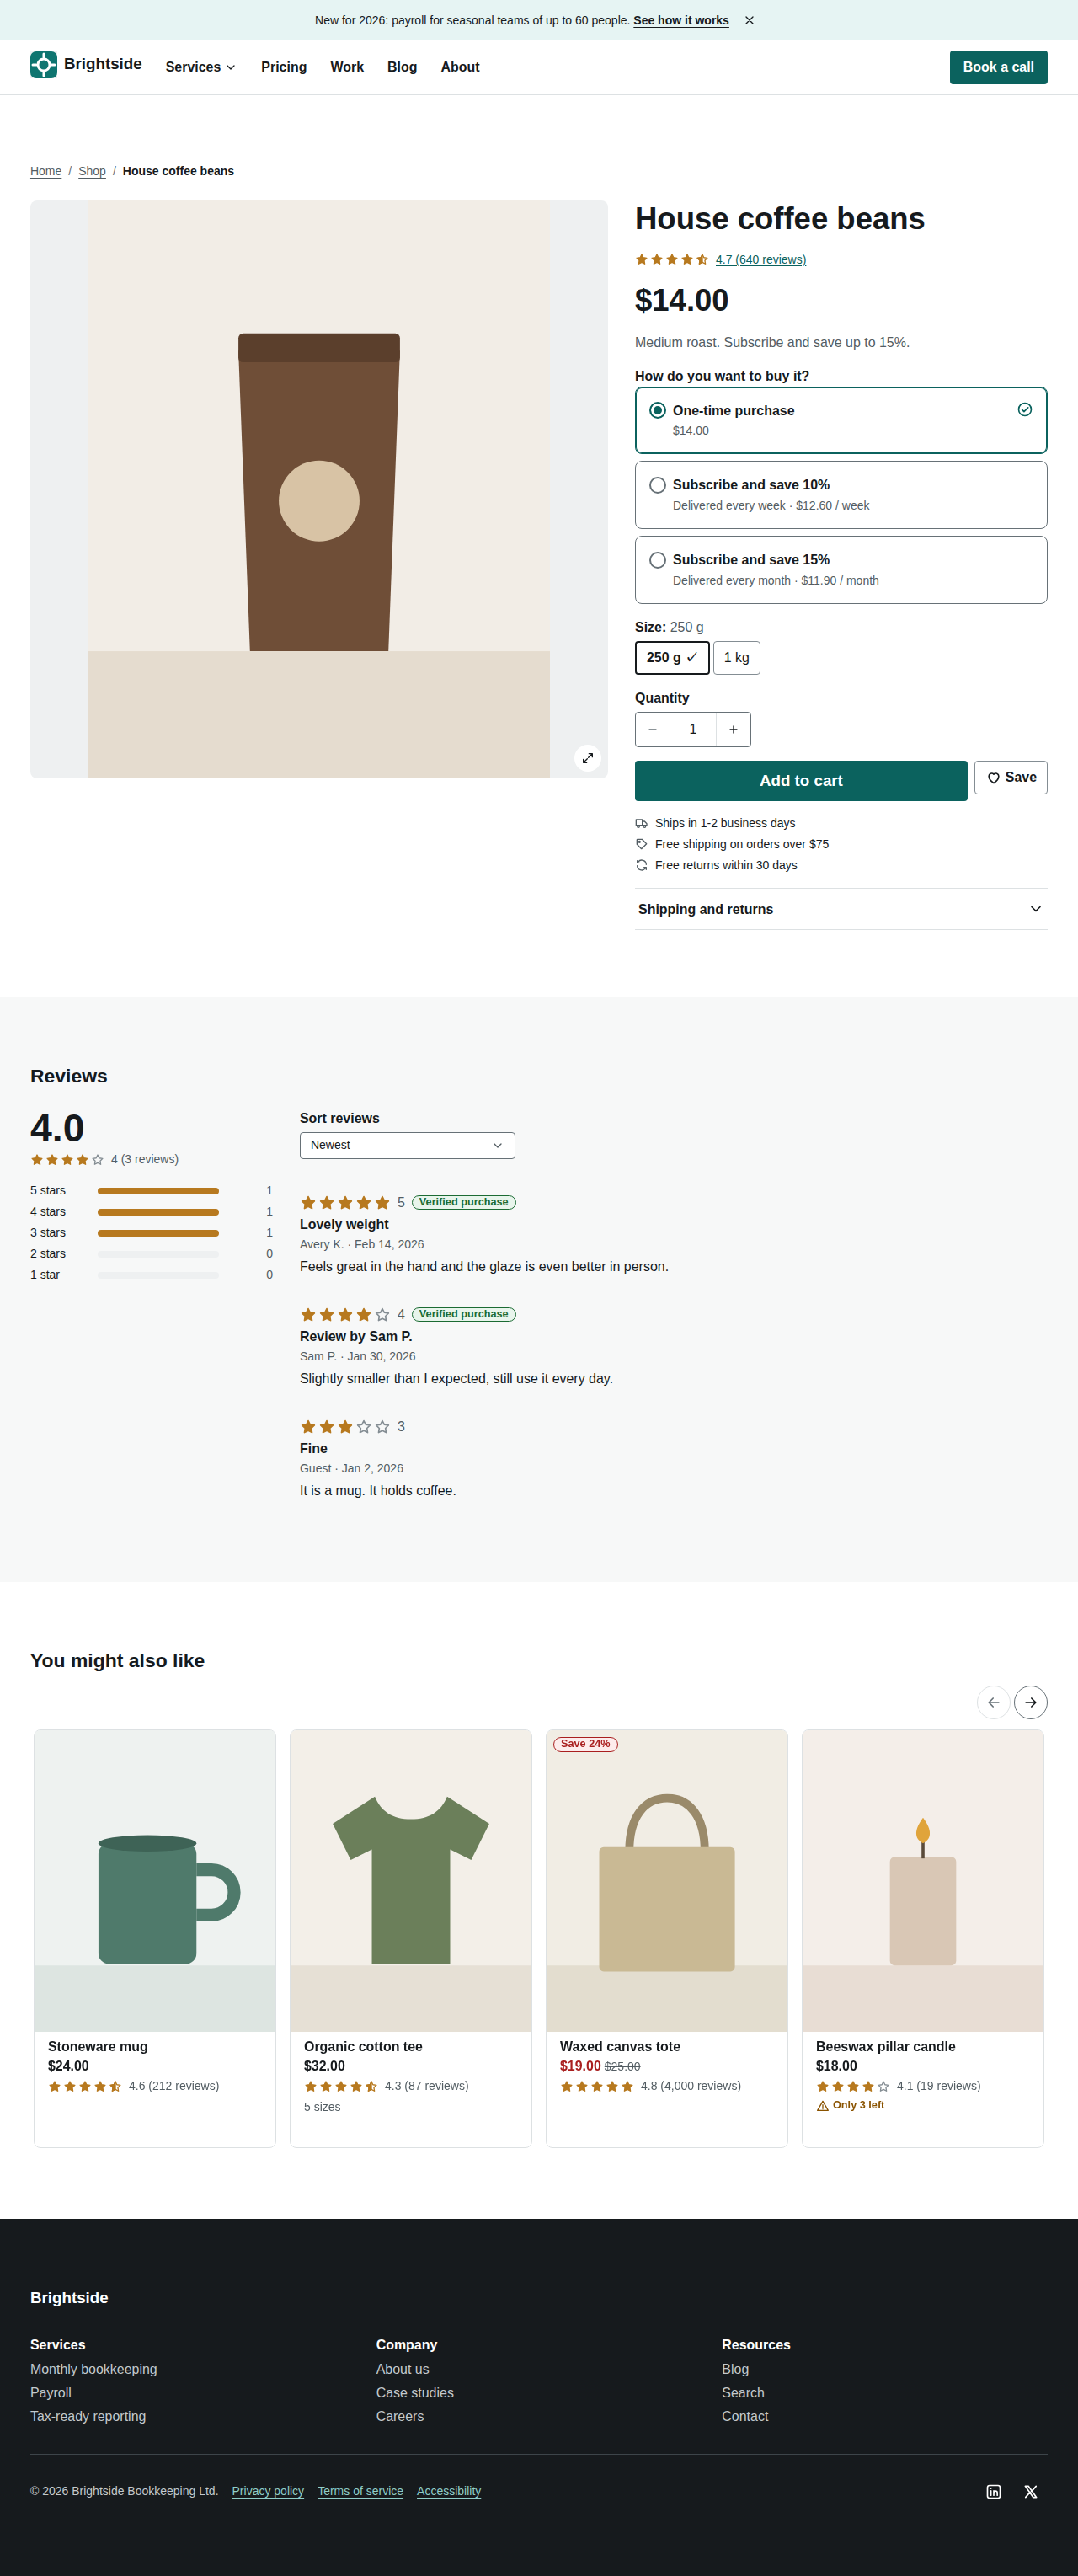 New for 2026: payroll for seasonal teams of up to 60 people. See how it works
Brightside
Services
Pricing
Work
Blog
About
Book a call
Home / Shop / House coffee beans
House coffee beans
4.7 (640 reviews)
$14.00
Medium roast. Subscribe and save up to 15%.
How do you want to buy it?
One-time purchase
$14.00
Subscribe and save 10%
Delivered every week · $12.60 / week
Subscribe and save 15%
Delivered every month · $11.90 / month
Size: 250 g
250 g ✓
1 kg
Quantity
− 1 +
Add to cart
Save
Ships in 1-2 business days
Free shipping on orders over $75
Free returns within 30 days
Shipping and returns
Reviews
4.0
4 (3 reviews)
5 stars 1
4 stars 1
3 stars 1
2 stars 0
1 star 0
Sort reviews
Newest
5 Verified purchase
Lovely weight
Avery K. · Feb 14, 2026
Feels great in the hand and the glaze is even better in person.
4 Verified purchase
Review by Sam P.
Sam P. · Jan 30, 2026
Slightly smaller than I expected, still use it every day.
3
Fine
Guest · Jan 2, 2026
It is a mug. It holds coffee.
You might also like
Stoneware mug
$24.00
4.6 (212 reviews)
Organic cotton tee
$32.00
4.3 (87 reviews)
5 sizes
Save 24%
Waxed canvas tote
$19.00 $25.00
4.8 (4,000 reviews)
Beeswax pillar candle
$18.00
4.1 (19 reviews)
Only 3 left
Brightside
Services
Monthly bookkeeping
Payroll
Tax-ready reporting
Company
About us
Case studies
Careers
Resources
Blog
Search
Contact
© 2026 Brightside Bookkeeping Ltd.
Privacy policy
Terms of service
Accessibility